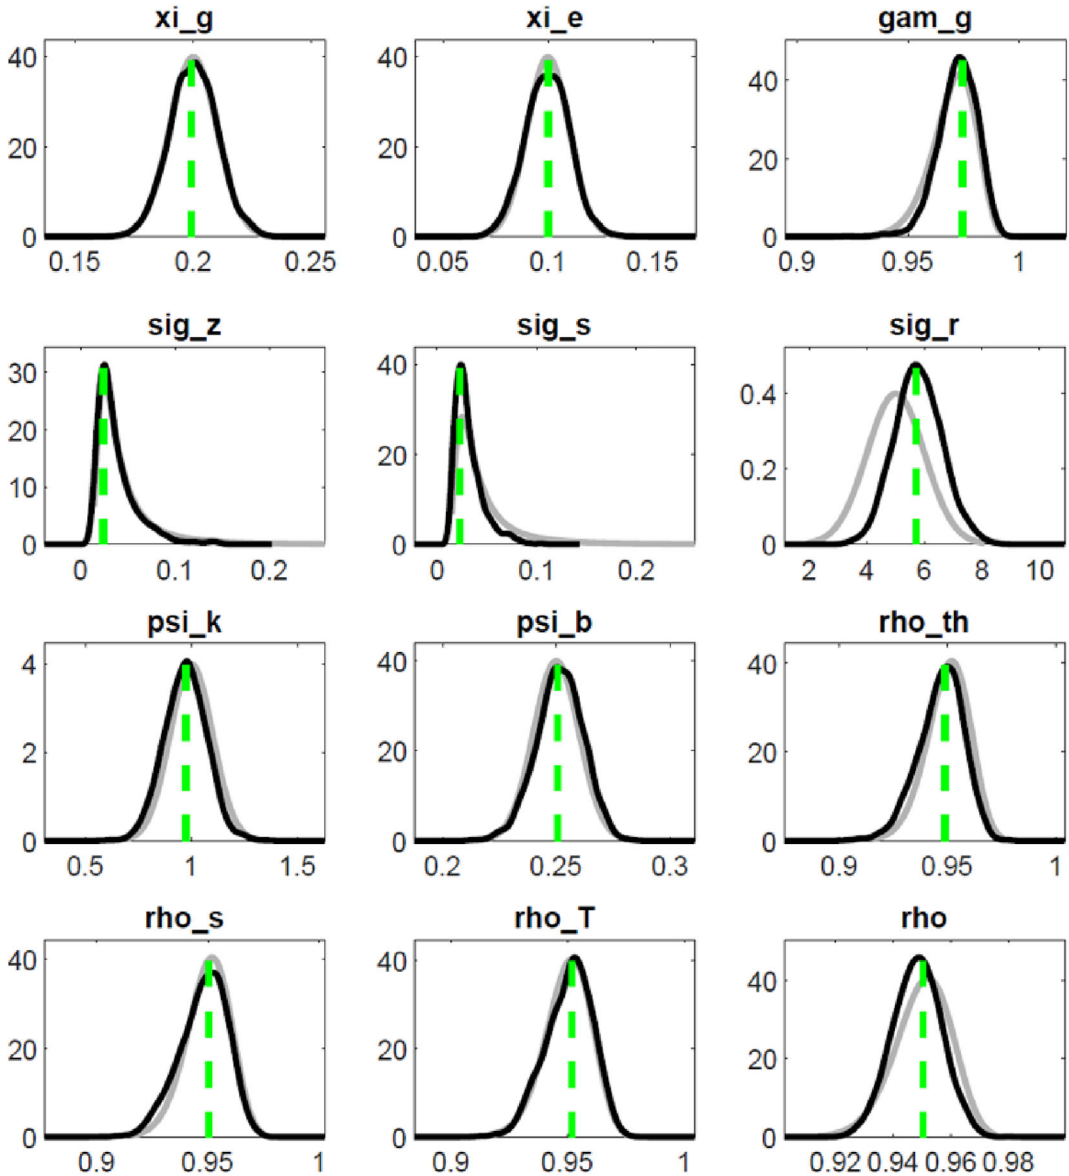 xi_g xi_e gam_g
40 40 40
20 20 20
0 0 0
0.15 0.2 0.25 0.05 0.1 0.15 0.9 0.95 1
sig_z sig_s sig_r
30 40 0.4
20 20 0.2
10
0 0 0
0 0.1 0.2 0 0.1 0.2 2 4 6 8 10
psi_k psi_b rho_th
4 40 40
2 20 20
0 0 0
0.5 1 1.5 0.2 0.25 0.3 0.9 0.95 1
rho_s rho_T rho
40 40 40
20 20 20
0 0 0
0.9 0.95 1 0.9 0.95 1 0.92 0.94 0.96 0.98